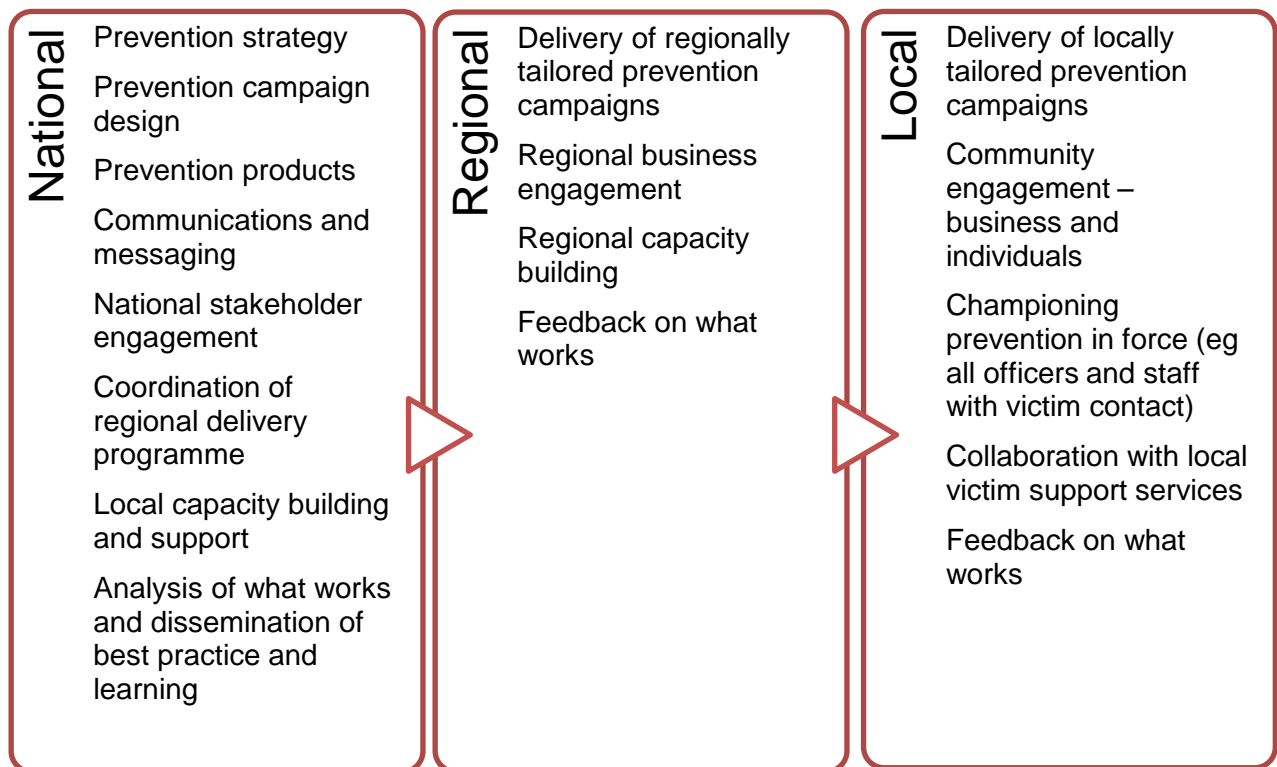 National
Prevention strategy
Prevention campaign
design
Prevention products
Communications and
messaging
National stakeholder
engagement
Coordination of
regional delivery
programme
Local capacity building
and support
Analysis of what works
and dissemination of
best practice and
learning
Regional
Delivery of regionally
tailored prevention
campaigns
Regional business
engagement
Regional capacity
building
Feedback on what
works
Local
Delivery of locally
tailored prevention
campaigns
Community
engagement –
business and
individuals
Championing
prevention in force (eg
all officers and staff
with victim contact)
Collaboration with local
victim support services
Feedback on what
works